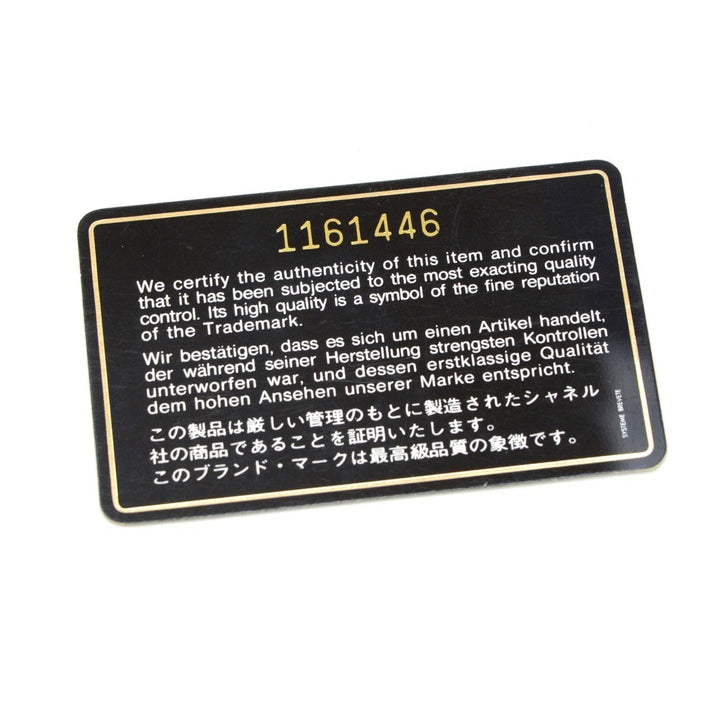 1161446
We certify the authenticity of this item and confirm
that it has been subjected to the most exacting quality
control. Its high quality is a symbol of the fine reputation
of the Trademark.
Wir bestätigen, dass es sich um einen Artikel handelt,
der während seiner Herstellung strengsten Kontrollen
unterworfen war, und dessen erstklassige Qualität
dem hohen Ansehen unserer Marke entspricht.
この製品は厳しい管理のもとに製造されたシャネル
社の商品であることを証明いたします。
このブランド・マークは最高級品質の象徴です。
SYSTEME BREVETE